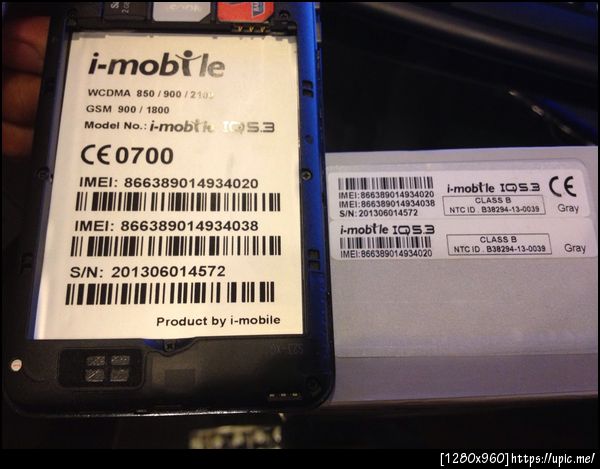 i-mobile
WCDMA 850 / 900 / 2100
GSM 900 / 1800
Model No.: i-mobile IQ5.3
CE 0700
IMEI: 866389014934020
IMEI: 866389014934038
S/N: 201306014572
Product by i-mobile
IMEI:866389014934020
IMEI:866389014934038
S/N: 201306014572
i-mobile IQ5.3 CE
CLASS B
NTC ID . B38294-13-0039
Gray
i-mobile IQ5.3
IMEI:866389014934038
IMEI:866389014934020
CLASS B
NTC ID . B38294-13-0039
Gray
[1280x960]https://upic.me/